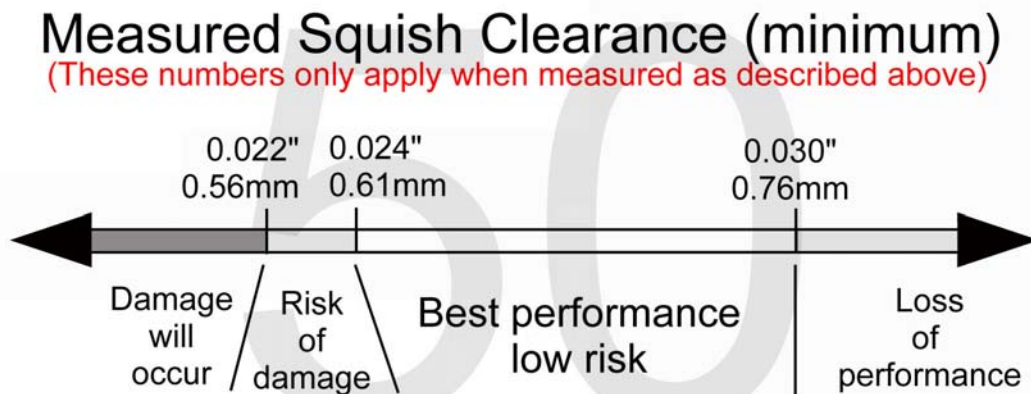 Measured Squish Clearance (minimum)
(These numbers only apply when measured as described above)
0.022" 0.024" 0.030"
0.56mm 0.61mm 0.76mm
Damage
will
occur
Risk
of
damage
Best performance
low risk
Loss
of
performance
50